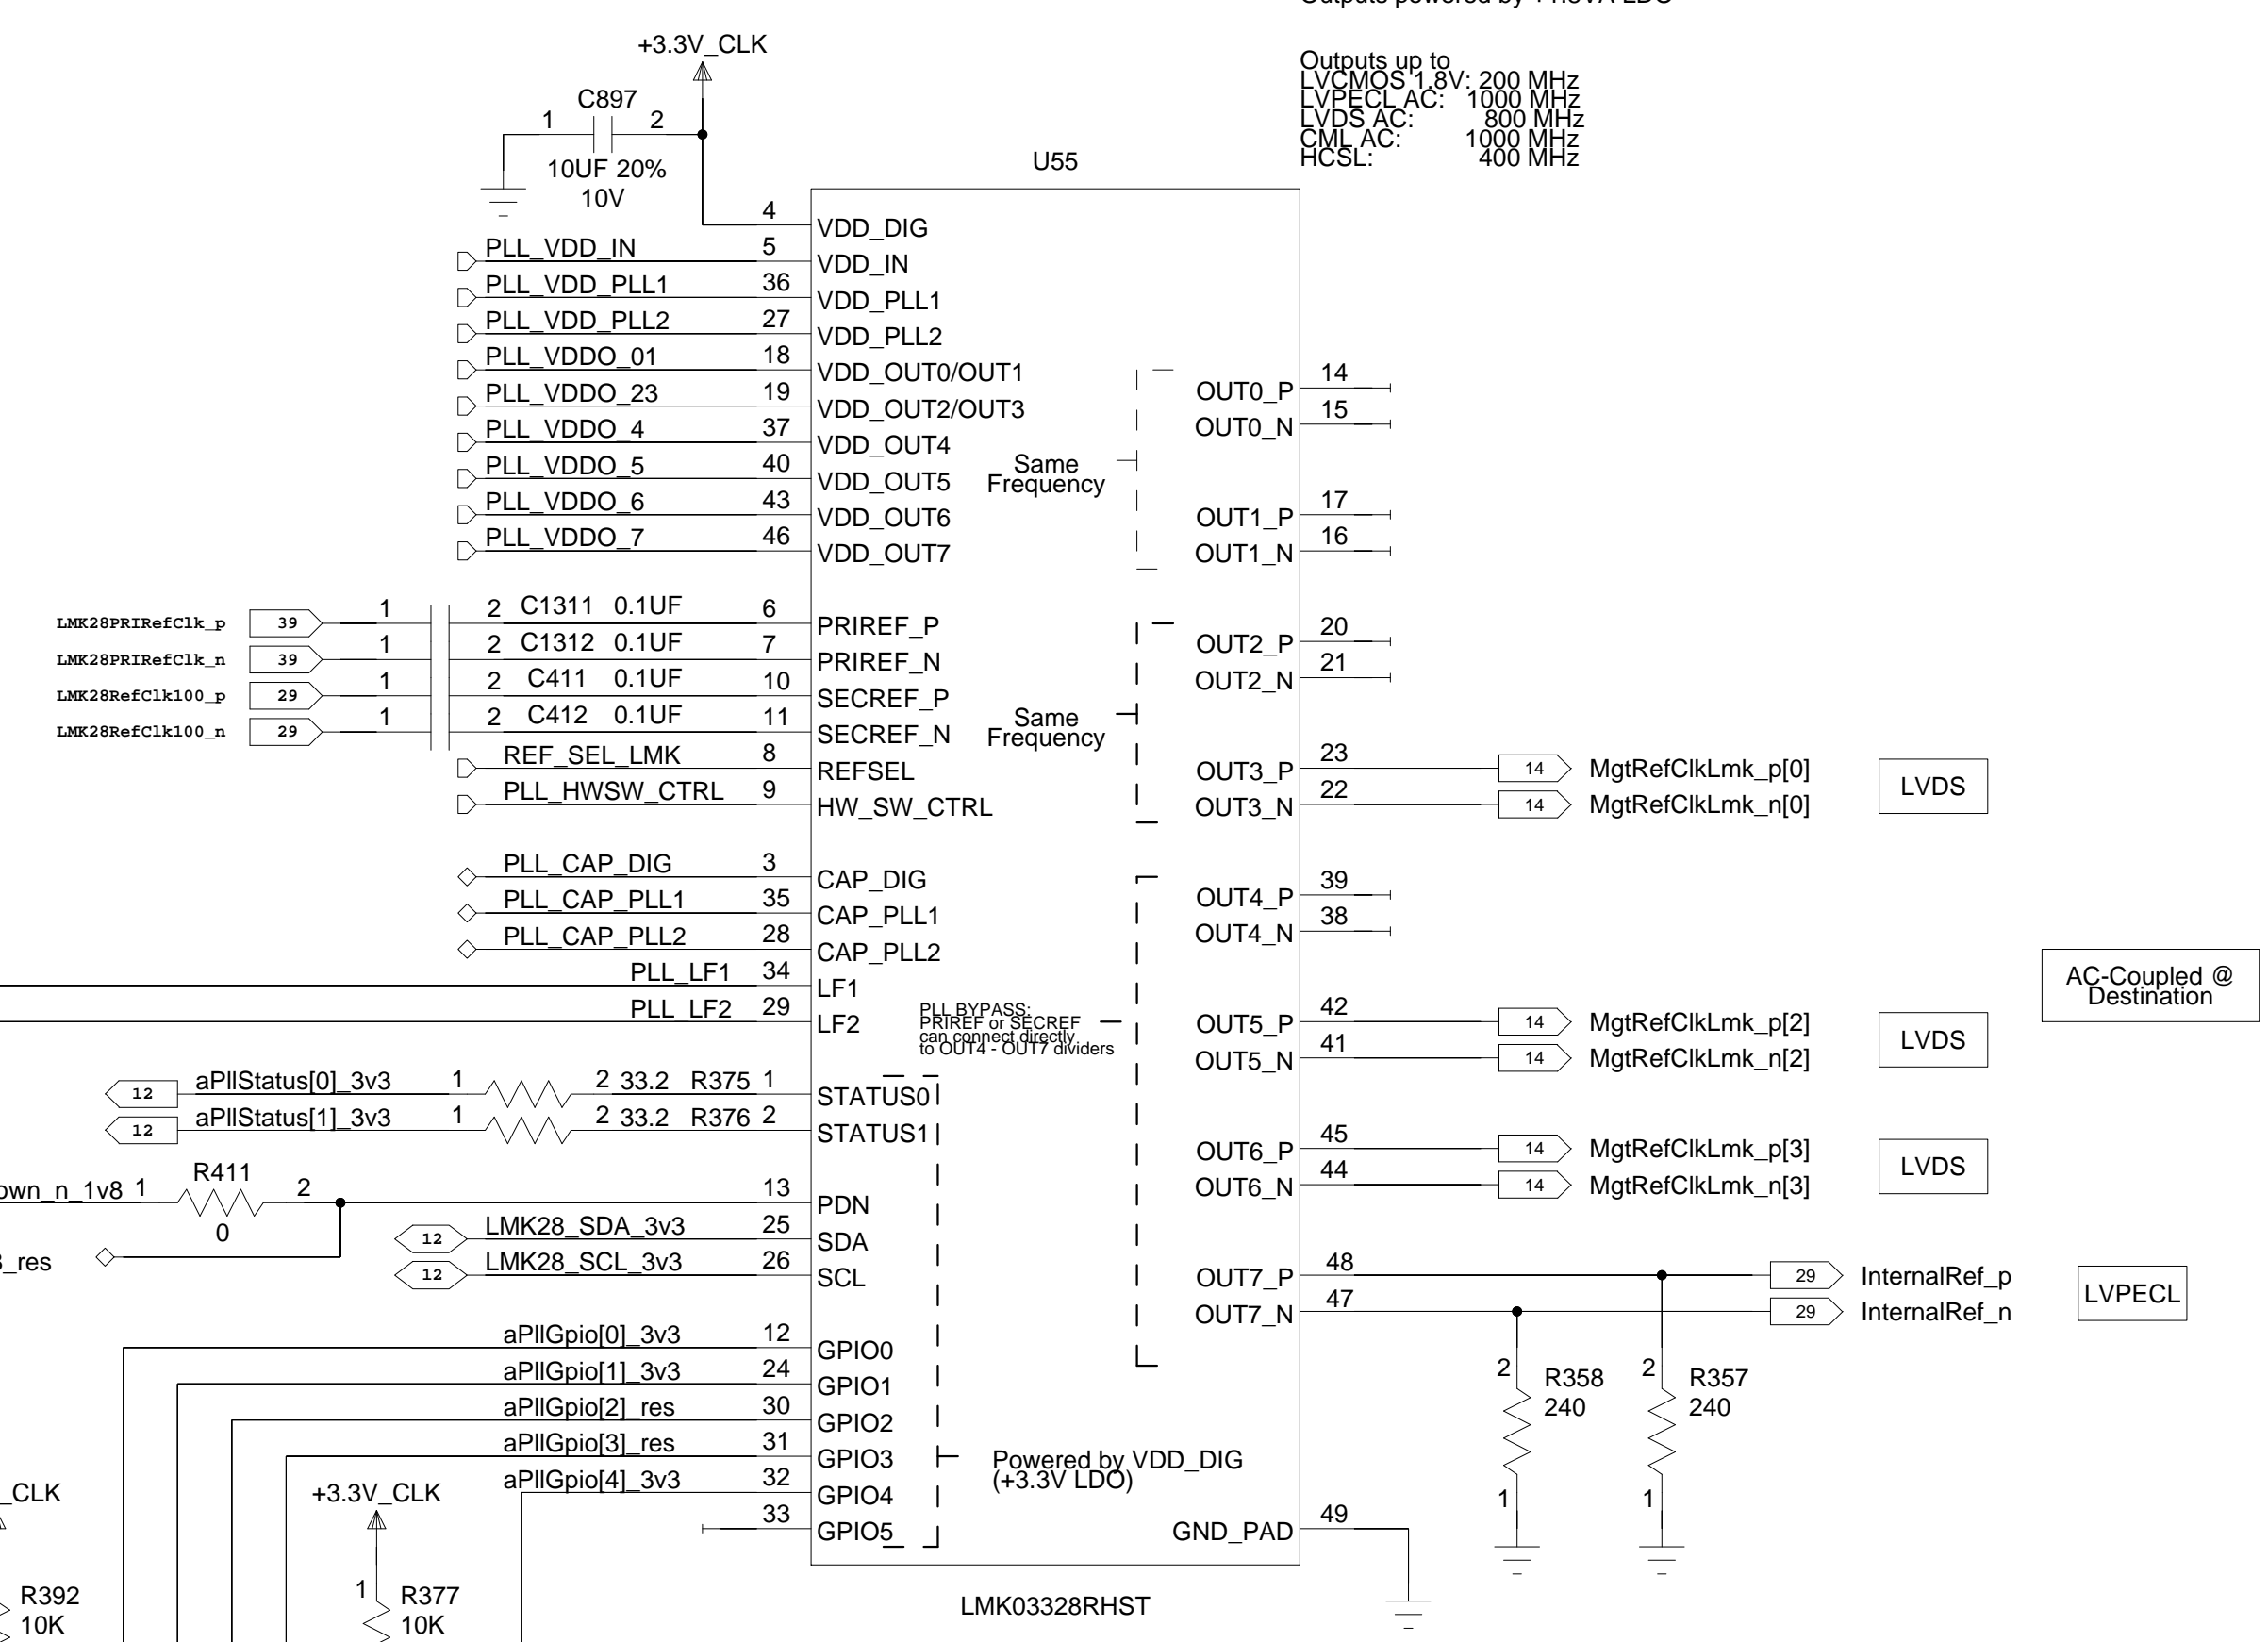 +3.3V_CLK
C897
1 2
10UF 20%
10V
Outputs up to
LVCMOS 1.8V: 200 MHz
LVPECL AC: 1000 MHz
LVDS AC: 800 MHz
CML AC: 1000 MHz
HCSL: 400 MHz
U55
4 VDD_DIG
PLL_VDD_IN 5 VDD_IN
PLL_VDD_PLL1 36 VDD_PLL1
PLL_VDD_PLL2 27 VDD_PLL2
PLL_VDDO_01 18 VDD_OUT0/OUT1
PLL_VDDO_23 19 VDD_OUT2/OUT3
PLL_VDDO_4 37 VDD_OUT4
PLL_VDDO_5 40 VDD_OUT5
PLL_VDDO_6 43 VDD_OUT6
PLL_VDDO_7 46 VDD_OUT7
Same
Frequency
OUT0_P 14
OUT0_N 15
OUT1_P 17
OUT1_N 16
LMK28PRIRefClk_p 39 1 2 C1311 0.1UF 6 PRIREF_P
LMK28PRIRefClk_n 39 1 2 C1312 0.1UF 7 PRIREF_N
LMK28RefClk100_p 29 1 2 C411 0.1UF 10 SECREF_P
LMK28RefClk100_n 29 1 2 C412 0.1UF 11 SECREF_N
REF_SEL_LMK 8 REFSEL
PLL_HWSW_CTRL 9 HW_SW_CTRL
Same
Frequency
OUT2_P 20
OUT2_N 21
OUT3_P 23 14 MgtRefClkLmk_p[0]
OUT3_N 22 14 MgtRefClkLmk_n[0]
LVDS
PLL_CAP_DIG 3 CAP_DIG
PLL_CAP_PLL1 35 CAP_PLL1
PLL_CAP_PLL2 28 CAP_PLL2
PLL_LF1 34 LF1
PLL_LF2 29 LF2
PLL BYPASS:
PRIREF or SECREF
can connect directly
to OUT4 - OUT7 dividers
OUT4_P 39
OUT4_N 38
OUT5_P 42 14 MgtRefClkLmk_p[2]
OUT5_N 41 14 MgtRefClkLmk_n[2]
LVDS
AC-Coupled @
Destination
aPllStatus[0]_3v3 12 1 2 33.2 R375 1 STATUS0
aPllStatus[1]_3v3 12 1 2 33.2 R376 2 STATUS1
OUT6_P 45 14 MgtRefClkLmk_p[3]
OUT6_N 44 14 MgtRefClkLmk_n[3]
LVDS
own_n_1v8 1 R411 2 13 PDN
0
_res
12 LMK28_SDA_3v3 25 SDA
12 LMK28_SCL_3v3 26 SCL
OUT7_P 48 29 InternalRef_p
OUT7_N 47 29 InternalRef_n
LVPECL
aPllGpio[0]_3v3 12 GPIO0
aPllGpio[1]_3v3 24 GPIO1
aPllGpio[2]_res 30 GPIO2
aPllGpio[3]_res 31 GPIO3
aPllGpio[4]_3v3 32 GPIO4
33 GPIO5
Powered by VDD_DIG
(+3.3V LDO)
2 R358
240
1
2 R357
240
1
GND_PAD 49
_CLK
+3.3V_CLK
R392
10K
1 R377
10K
LMK03328RHST